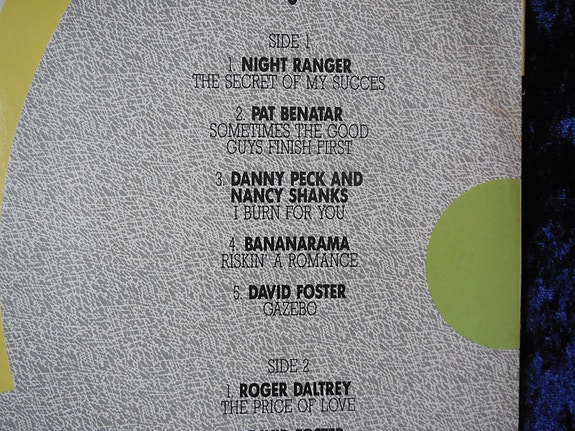 SIDE 1
1. NIGHT RANGER
THE SECRET OF MY SUCCES
2. PAT BENATAR
SOMETIMES THE GOOD
GUYS FINISH FIRST
3. DANNY PECK AND
NANCY SHANKS
I BURN FOR YOU
4. BANANARAMA
RISKIN' A ROMANCE
5. DAVID FOSTER
GAZEBO
SIDE 2
1. ROGER DALTREY
THE PRICE OF LOVE